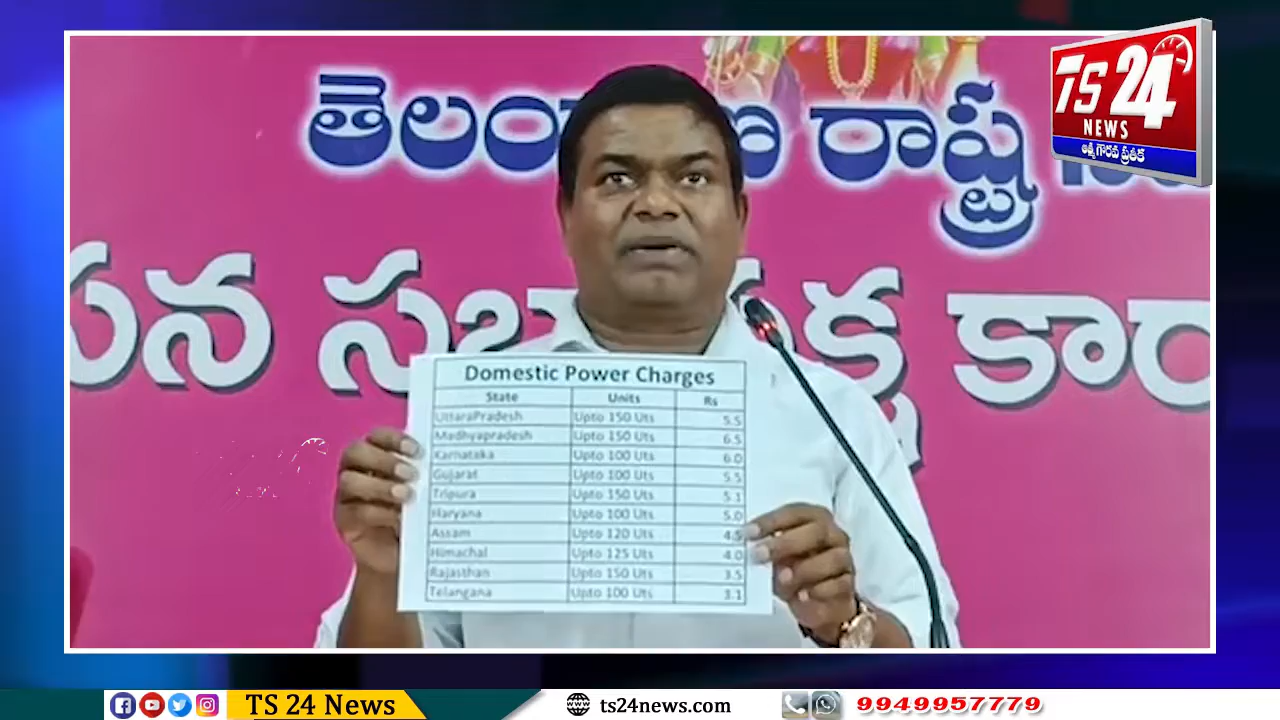 తెలంగాణ రాష్ట్ర
TS 24
NEWS
ఆత్మ గౌరవ ప్రతీక
Domestic Power Charges
State Units Rs
UttaraPradesh Upto 150 Uts 5.5
Madhyapradesh Upto 150 Uts 6.5
Karnataka Upto 100 Uts 6.0
Gujarat Upto 100 Uts 5.5
Tripura Upto 150 Uts 5.1
Haryana Upto 100 Uts 5.0
Assam Upto 120 Uts 4.5
Himachal Upto 125 Uts 4.0
Rajasthan Upto 150 Uts 3.5
Telangana Upto 100 Uts 3.1
TS 24 News ts24news.com 9949957779